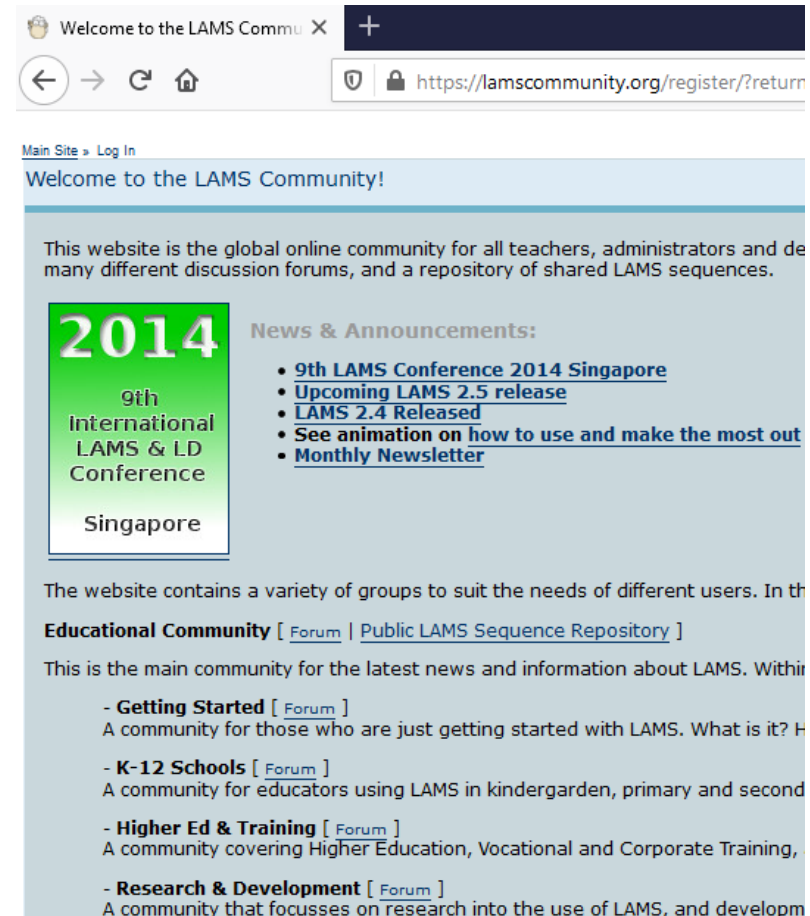 Welcome to the LAMS Commu
https://lamscommunity.org/register/?return
Main Site » Log In
Welcome to the LAMS Community!
This website is the global online community for all teachers, administrators and de
many different discussion forums, and a repository of shared LAMS sequences.
2014
9th
International
LAMS & LD
Conference
Singapore
News & Announcements:
• 9th LAMS Conference 2014 Singapore
• Upcoming LAMS 2.5 release
• LAMS 2.4 Released
• See animation on how to use and make the most out
• Monthly Newsletter
The website contains a variety of groups to suit the needs of different users. In th
Educational Community [ Forum | Public LAMS Sequence Repository ]
This is the main community for the latest news and information about LAMS. Within
- Getting Started [ Forum ]
A community for those who are just getting started with LAMS. What is it? H
- K-12 Schools [ Forum ]
A community for educators using LAMS in kindergarden, primary and second
- Higher Ed & Training [ Forum ]
A community covering Higher Education, Vocational and Corporate Training,
- Research & Development [ Forum ]
A community that focusses on research into the use of LAMS, and developm